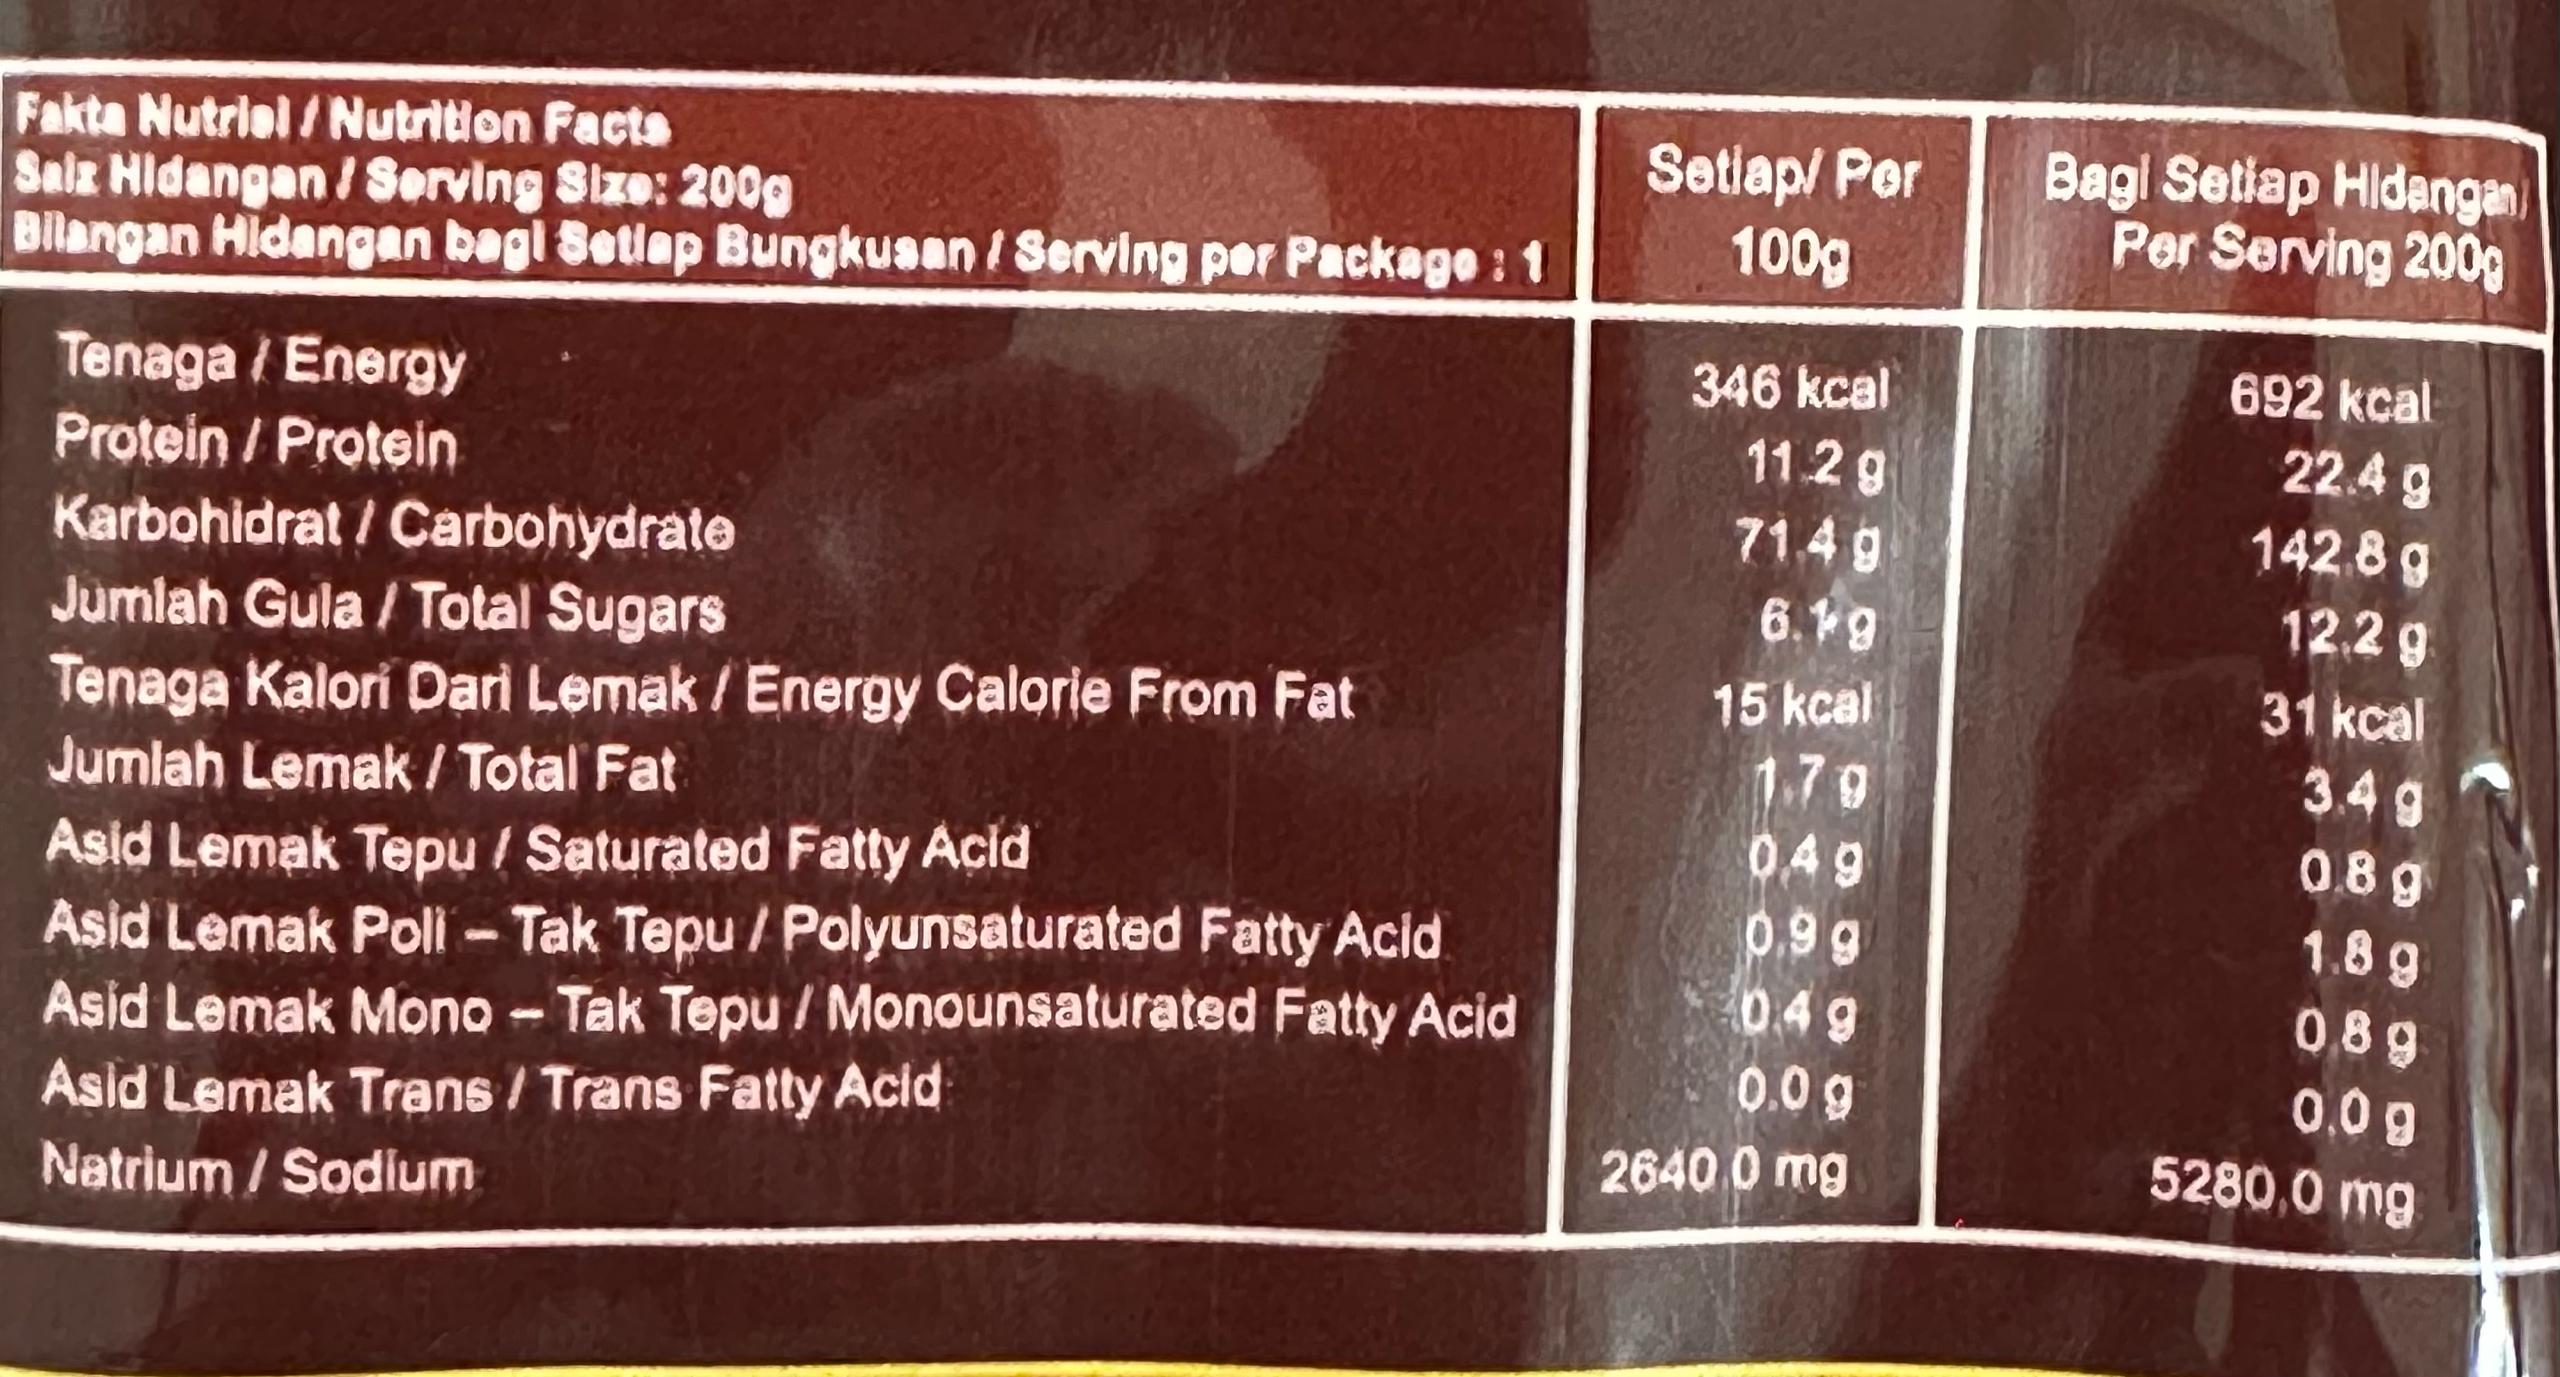 Fakta Nutrisi / Nutrition Facts
Saiz Hidangan / Serving Size: 200g
Bilangan Hidangan bagi Setiap Bungkusan / Serving per Package : 1
Setiap/ Per
100g
Bagi Setiap Hidangan/
Per Serving 200g
Tenaga / Energy 346 kcal 692 kcal
Protein / Protein 11.2 g 22.4 g
Karbohidrat / Carbohydrate 71.4 g 142.8 g
Jumlah Gula / Total Sugars 6.1 g 12.2 g
Tenaga Kalori Dari Lemak / Energy Calorie From Fat 15 kcal 31 kcal
Jumlah Lemak / Total Fat 1.7 g 3.4 g
Asid Lemak Tepu / Saturated Fatty Acid 0.4 g 0.8 g
Asid Lemak Poli – Tak Tepu / Polyunsaturated Fatty Acid 0.9 g 1.8 g
Asid Lemak Mono – Tak Tepu / Monounsaturated Fatty Acid 0.4 g 0.8 g
Asid Lemak Trans / Trans Fatty Acid 0.0 g 0.0 g
Natrium / Sodium 2640.0 mg 5280.0 mg